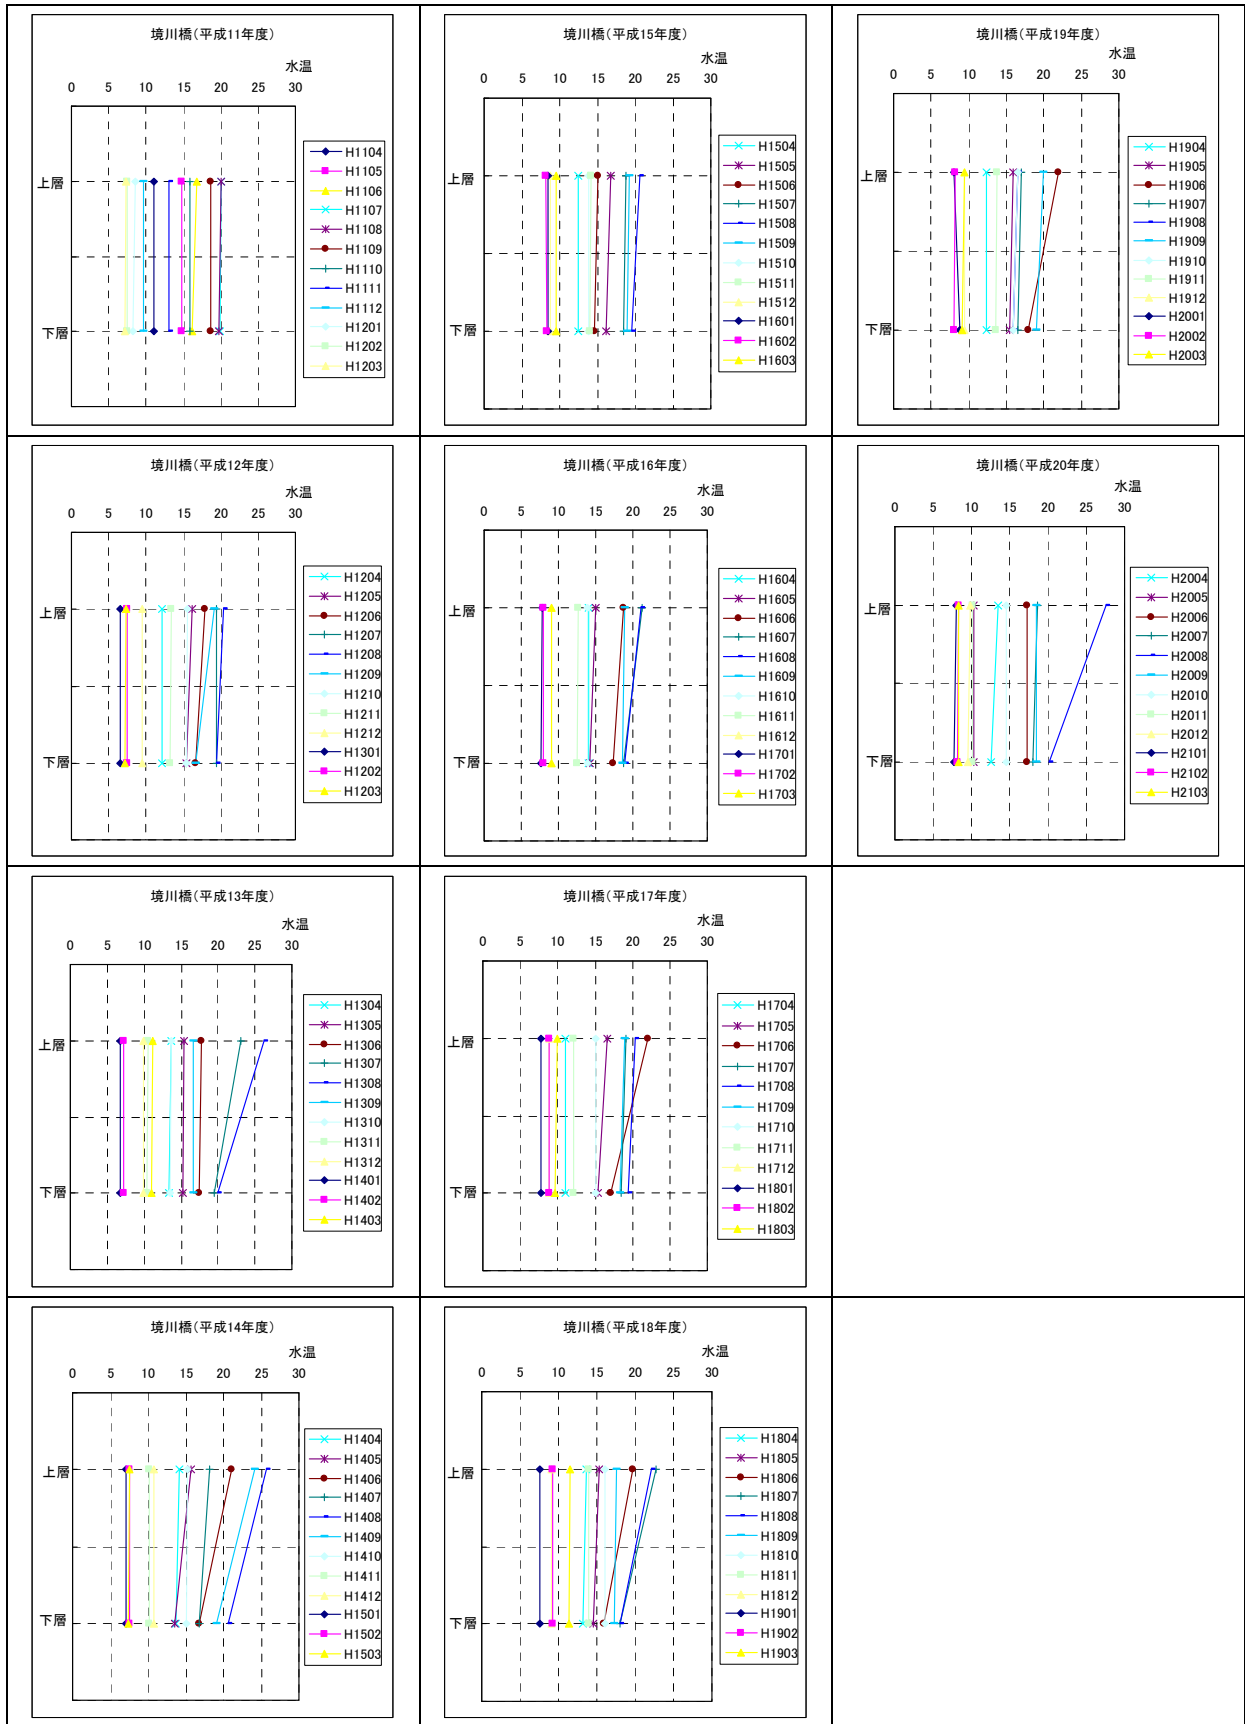 境川橋(平成11年度)
水温
0 5 10 15 20 25 30
上層
下層
H1104
H1105
H1106
H1107
H1108
H1109
H1110
H1111
H1112
H1201
H1202
H1203
境川橋(平成15年度)
水温
0 5 10 15 20 25 30
上層
下層
H1504
H1505
H1506
H1507
H1508
H1509
H1510
H1511
H1512
H1601
H1602
H1603
境川橋(平成19年度)
水温
0 5 10 15 20 25 30
上層
下層
H1904
H1905
H1906
H1907
H1908
H1909
H1910
H1911
H1912
H2001
H2002
H2003
境川橋(平成12年度)
水温
0 5 10 15 20 25 30
上層
下層
H1204
H1205
H1206
H1207
H1208
H1209
H1210
H1211
H1212
H1301
H1202
H1203
境川橋(平成16年度)
水温
0 5 10 15 20 25 30
上層
下層
H1604
H1605
H1606
H1607
H1608
H1609
H1610
H1611
H1612
H1701
H1702
H1703
境川橋(平成20年度)
水温
0 5 10 15 20 25 30
上層
下層
H2004
H2005
H2006
H2007
H2008
H2009
H2010
H2011
H2012
H2101
H2102
H2103
境川橋(平成13年度)
水温
0 5 10 15 20 25 30
上層
下層
H1304
H1305
H1306
H1307
H1308
H1309
H1310
H1311
H1312
H1401
H1402
H1403
境川橋(平成17年度)
水温
0 5 10 15 20 25 30
上層
下層
H1704
H1705
H1706
H1707
H1708
H1709
H1710
H1711
H1712
H1801
H1802
H1803
境川橋(平成14年度)
水温
0 5 10 15 20 25 30
上層
下層
H1404
H1405
H1406
H1407
H1408
H1409
H1410
H1411
H1412
H1501
H1502
H1503
境川橋(平成18年度)
水温
0 5 10 15 20 25 30
上層
下層
H1804
H1805
H1806
H1807
H1808
H1809
H1810
H1811
H1812
H1901
H1902
H1903